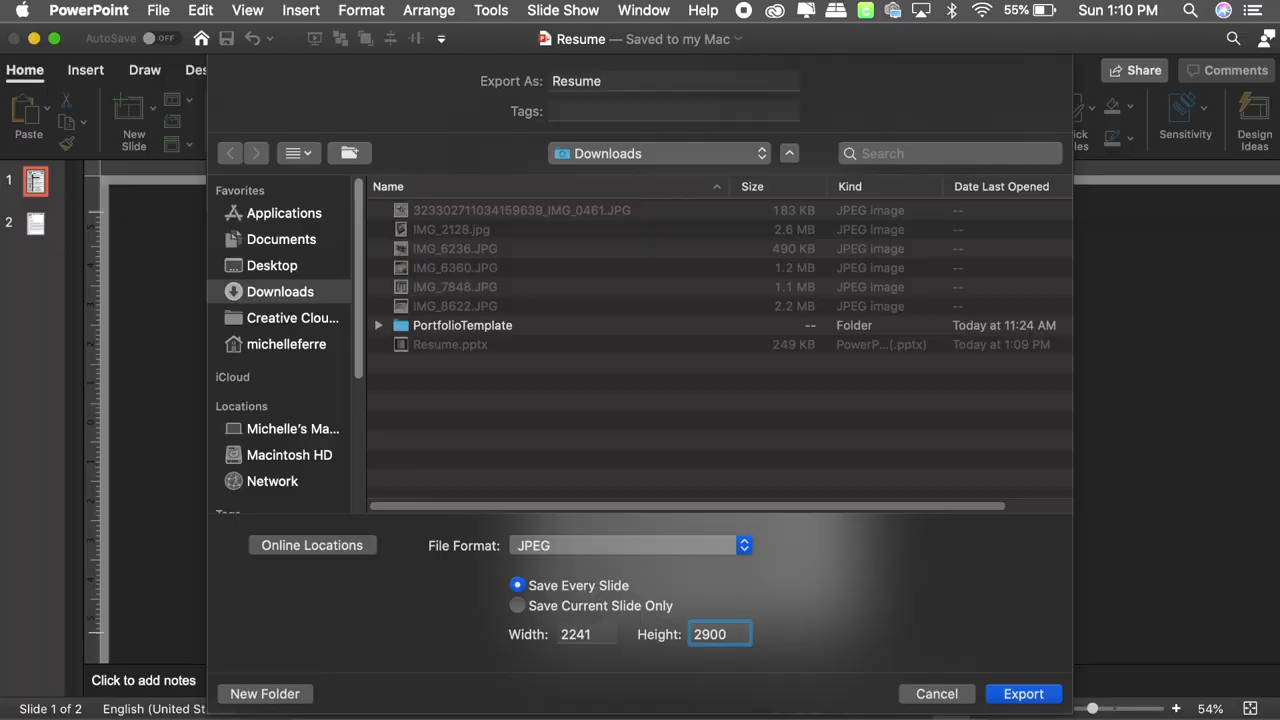 PowerPoint File Edit View Insert Format Arrange Tools Slide Show Window Help 55% Sun 1:10 PM
AutoSave OFF Resume — Saved to my Mac
Home Insert Draw Des Share Comments
Export As: Resume
Tags:
Paste New Slide Sensitivity Design Ideas
Downloads Search
Name Size Kind Date Last Opened
Favorites
Applications
Documents
Desktop
Downloads
Creative Clou...
michelleferre
iCloud
Locations
Michelle's Ma...
Macintosh HD
Network
323302711034159639_IMG_0461.JPG 183 KB JPEG image --
IMG_2128.jpg 2.6 MB JPEG image --
IMG_6236.JPG 490 KB JPEG image --
IMG_6360.JPG 1.2 MB JPEG image --
IMG_7848.JPG 1.1 MB JPEG image --
IMG_8622.JPG 2.2 MB JPEG image --
PortfolioTemplate -- Folder Today at 11:24 AM
Resume.pptx 249 KB PowerP...(.pptx) Today at 1:09 PM
1
2
Online Locations File Format: JPEG
Save Every Slide
Save Current Slide Only
Width: 2241 Height: 2900
Click to add notes
New Folder Cancel Export
Slide 1 of 2 English (United St 54%